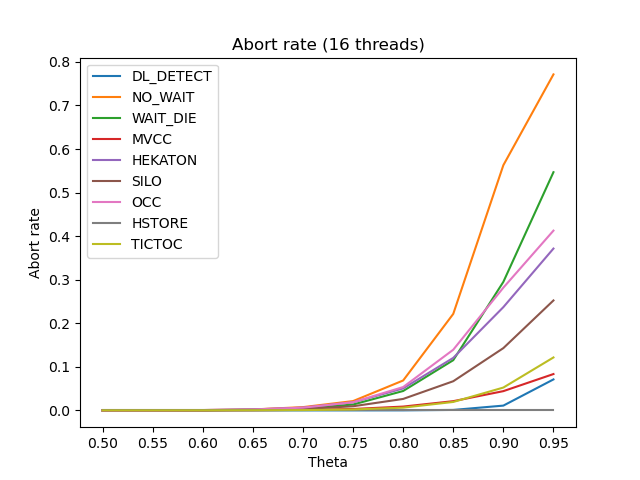 Abort rate (16 threads)
0.8
0.7
0.6
0.5
0.4
0.3
0.2
0.1
0.0
Abort rate
DL_DETECT
NO_WAIT
WAIT_DIE
MVCC
HEKATON
SILO
OCC
HSTORE
TICTOC
0.50 0.55 0.60 0.65 0.70 0.75 0.80 0.85 0.90 0.95
Theta